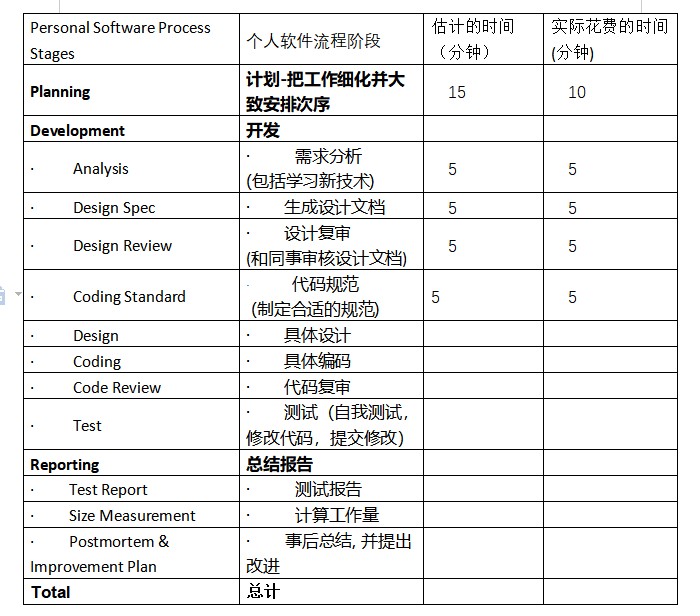 Personal Software Process Stages 个人软件流程阶段 估计的时间（分钟） 实际花费的时间(分钟)
Planning 计划-把工作细化并大致安排次序 15 10
Development 开发
· Analysis · 需求分析(包括学习新技术) 5 5
· Design Spec · 生成设计文档 5 5
· Design Review · 设计复审(和同事审核设计文档) 5 5
· Coding Standard · 代码规范(制定合适的规范) 5 5
· Design · 具体设计
· Coding · 具体编码
· Code Review · 代码复审
· Test · 测试（自我测试，修改代码，提交修改）
Reporting 总结报告
· Test Report · 测试报告
· Size Measurement · 计算工作量
· Postmortem & Improvement Plan · 事后总结, 并提出改进
Total 总计